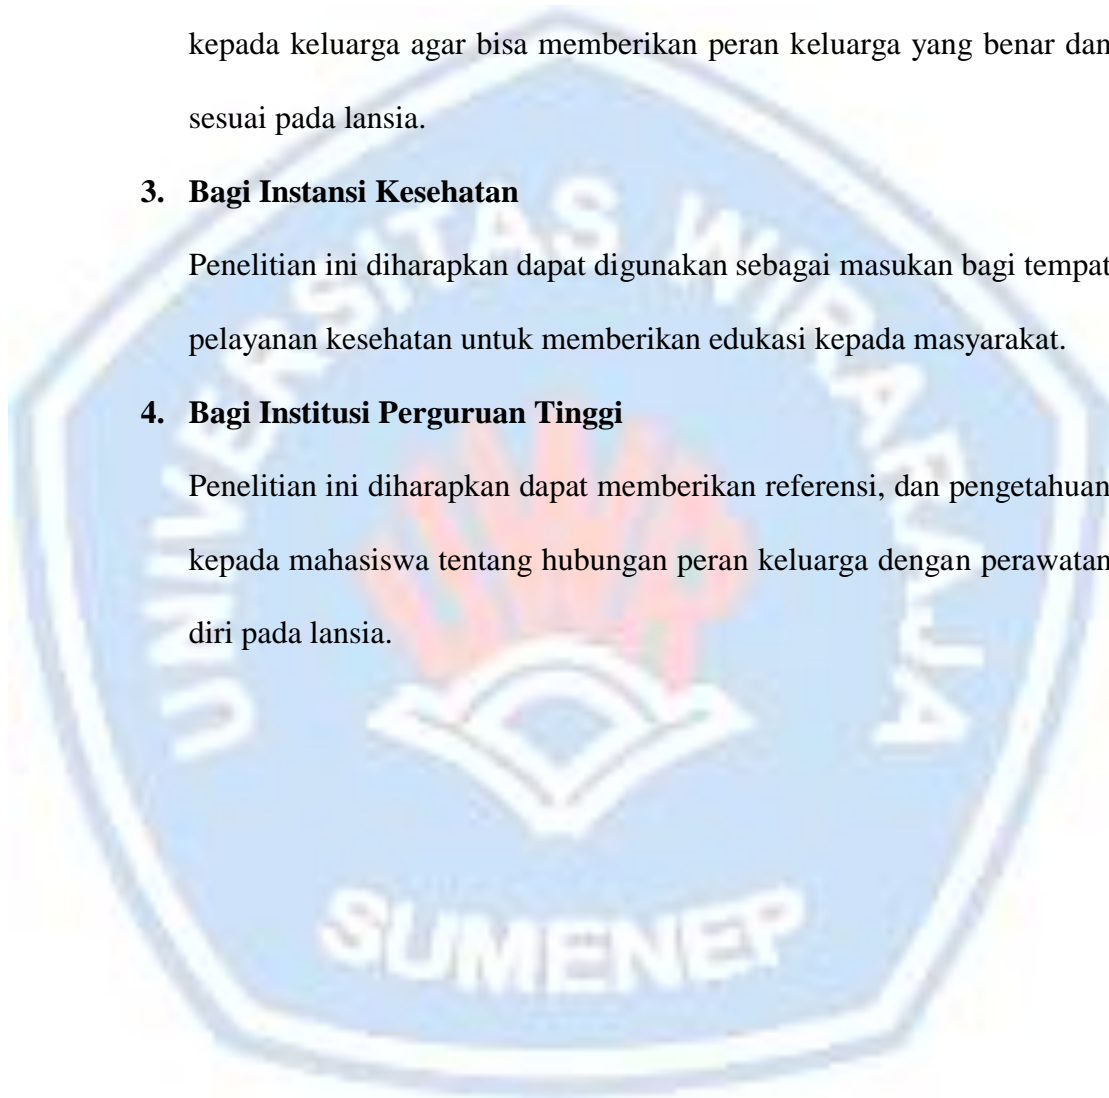 kepada keluarga agar bisa memberikan peran keluarga yang benar dan
sesuai pada lansia.
3. Bagi Instansi Kesehatan
Penelitian ini diharapkan dapat digunakan sebagai masukan bagi tempat
pelayanan kesehatan untuk memberikan edukasi kepada masyarakat.
4. Bagi Institusi Perguruan Tinggi
Penelitian ini diharapkan dapat memberikan referensi, dan pengetahuan
kepada mahasiswa tentang hubungan peran keluarga dengan perawatan
diri pada lansia.
UNIVERSITAS WIRARAJA
SUMENEP